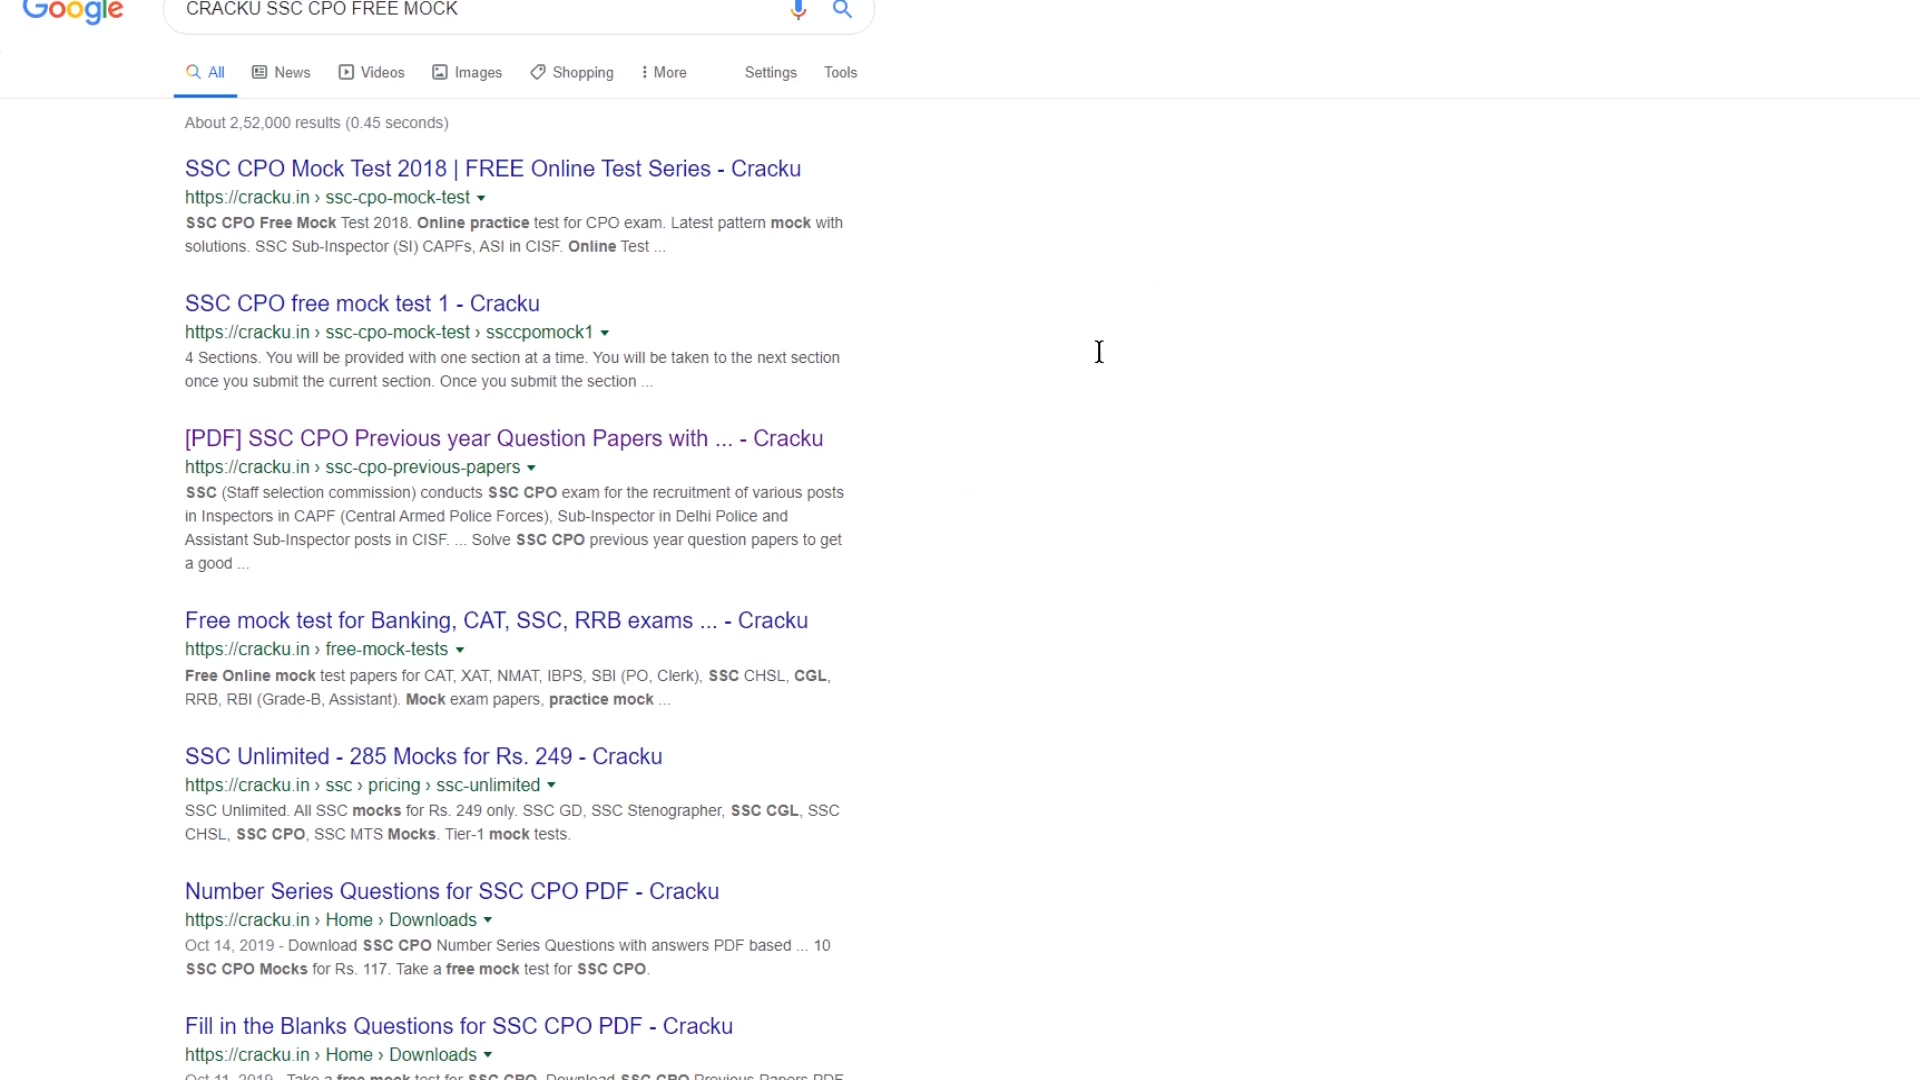 Google
CRACKU SSC CPO FREE MOCK
All News Videos Images Shopping More Settings Tools
About 2,52,000 results (0.45 seconds)
SSC CPO Mock Test 2018 | FREE Online Test Series - Cracku
https://cracku.in › ssc-cpo-mock-test
SSC CPO Free Mock Test 2018. Online practice test for CPO exam. Latest pattern mock with
solutions. SSC Sub-Inspector (SI) CAPFs, ASI in CISF. Online Test ...
SSC CPO free mock test 1 - Cracku
https://cracku.in › ssc-cpo-mock-test › ssccpomock1
4 Sections. You will be provided with one section at a time. You will be taken to the next section
once you submit the current section. Once you submit the section ...
[PDF] SSC CPO Previous year Question Papers with ... - Cracku
https://cracku.in › ssc-cpo-previous-papers
SSC (Staff selection commission) conducts SSC CPO exam for the recruitment of various posts
in Inspectors in CAPF (Central Armed Police Forces), Sub-Inspector in Delhi Police and
Assistant Sub-Inspector posts in CISF. ... Solve SSC CPO previous year question papers to get
a good ...
Free mock test for Banking, CAT, SSC, RRB exams ... - Cracku
https://cracku.in › free-mock-tests
Free Online mock test papers for CAT, XAT, NMAT, IBPS, SBI (PO, Clerk), SSC CHSL, CGL,
RRB, RBI (Grade-B, Assistant). Mock exam papers, practice mock ...
SSC Unlimited - 285 Mocks for Rs. 249 - Cracku
https://cracku.in › ssc › pricing › ssc-unlimited
SSC Unlimited. All SSC mocks for Rs. 249 only. SSC GD, SSC Stenographer, SSC CGL, SSC
CHSL, SSC CPO, SSC MTS Mocks. Tier-1 mock tests.
Number Series Questions for SSC CPO PDF - Cracku
https://cracku.in › Home › Downloads
Oct 14, 2019 - Download SSC CPO Number Series Questions with answers PDF based ... 10
SSC CPO Mocks for Rs. 117. Take a free mock test for SSC CPO.
Fill in the Blanks Questions for SSC CPO PDF - Cracku
https://cracku.in › Home › Downloads
Oct 11, 2019 - Take a free mock test for SSC CPO. Download SSC CPO Previous Papers PDF